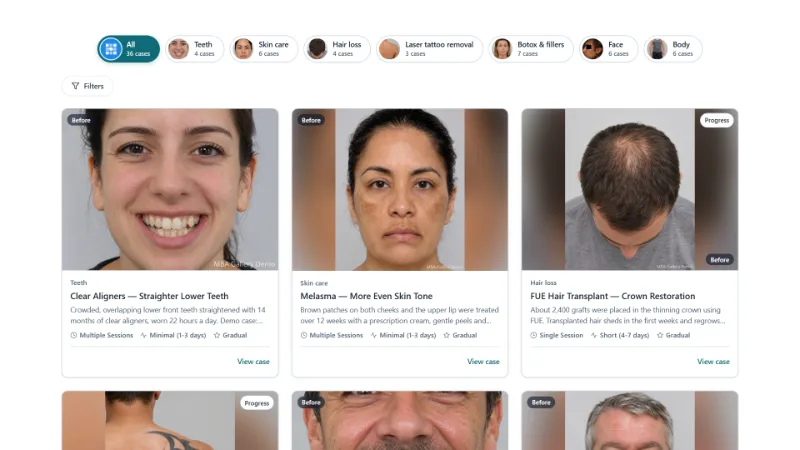 All
36 cases
Teeth
4 cases
Skin care
6 cases
Hair loss
4 cases
Laser tattoo removal
3 cases
Botox & fillers
7 cases
Face
6 cases
Body
6 cases
Filters
Before
MBA Gallery Demo
Teeth
Clear Aligners — Straighter Lower Teeth
Crowded, overlapping lower front teeth straightened with 14
months of clear aligners, worn 22 hours a day. Demo case:...
Multiple Sessions
Minimal (1-3 days)
Gradual
View case
Before
MBA Gallery Demo
Skin care
Melasma — More Even Skin Tone
Brown patches on both cheeks and the upper lip were treated
over 12 weeks with a prescription cream, gentle peels and...
Multiple Sessions
Minimal (1-3 days)
Gradual
View case
Progress
Before
Hair loss
FUE Hair Transplant — Crown Restoration
About 2,400 grafts were placed in the thinning crown using
FUE. Transplanted hair sheds in the first weeks and regrows...
Single Session
Short (4-7 days)
Gradual
View case
Progress
Before
Before